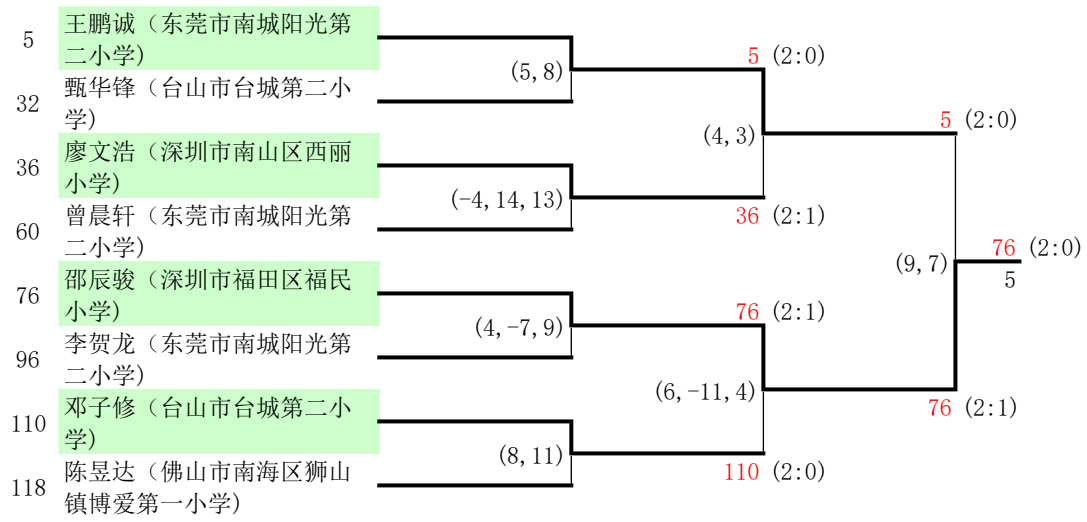 5
王鹏诚（东莞市南城阳光第
二小学）
32
甄华锋（台山市台城第二小
学）
36
廖文浩（深圳市南山区西丽
小学）
60
曾晨轩（东莞市南城阳光第
二小学）
76
邵辰骏（深圳市福田区福民
小学）
96
李贺龙（东莞市南城阳光第
二小学）
110
邓子修（台山市台城第二小
学）
118
陈昱达（佛山市南海区狮山
镇博爱第一小学）
(5,8)
(-4,14,13)
(4,-7,9)
(8,11)
5 (2:0)
(4,3)
36 (2:1)
76 (2:1)
(6,-11,4)
110 (2:0)
5 (2:0)
(9,7)
76 (2:1)
76 (2:0)
5